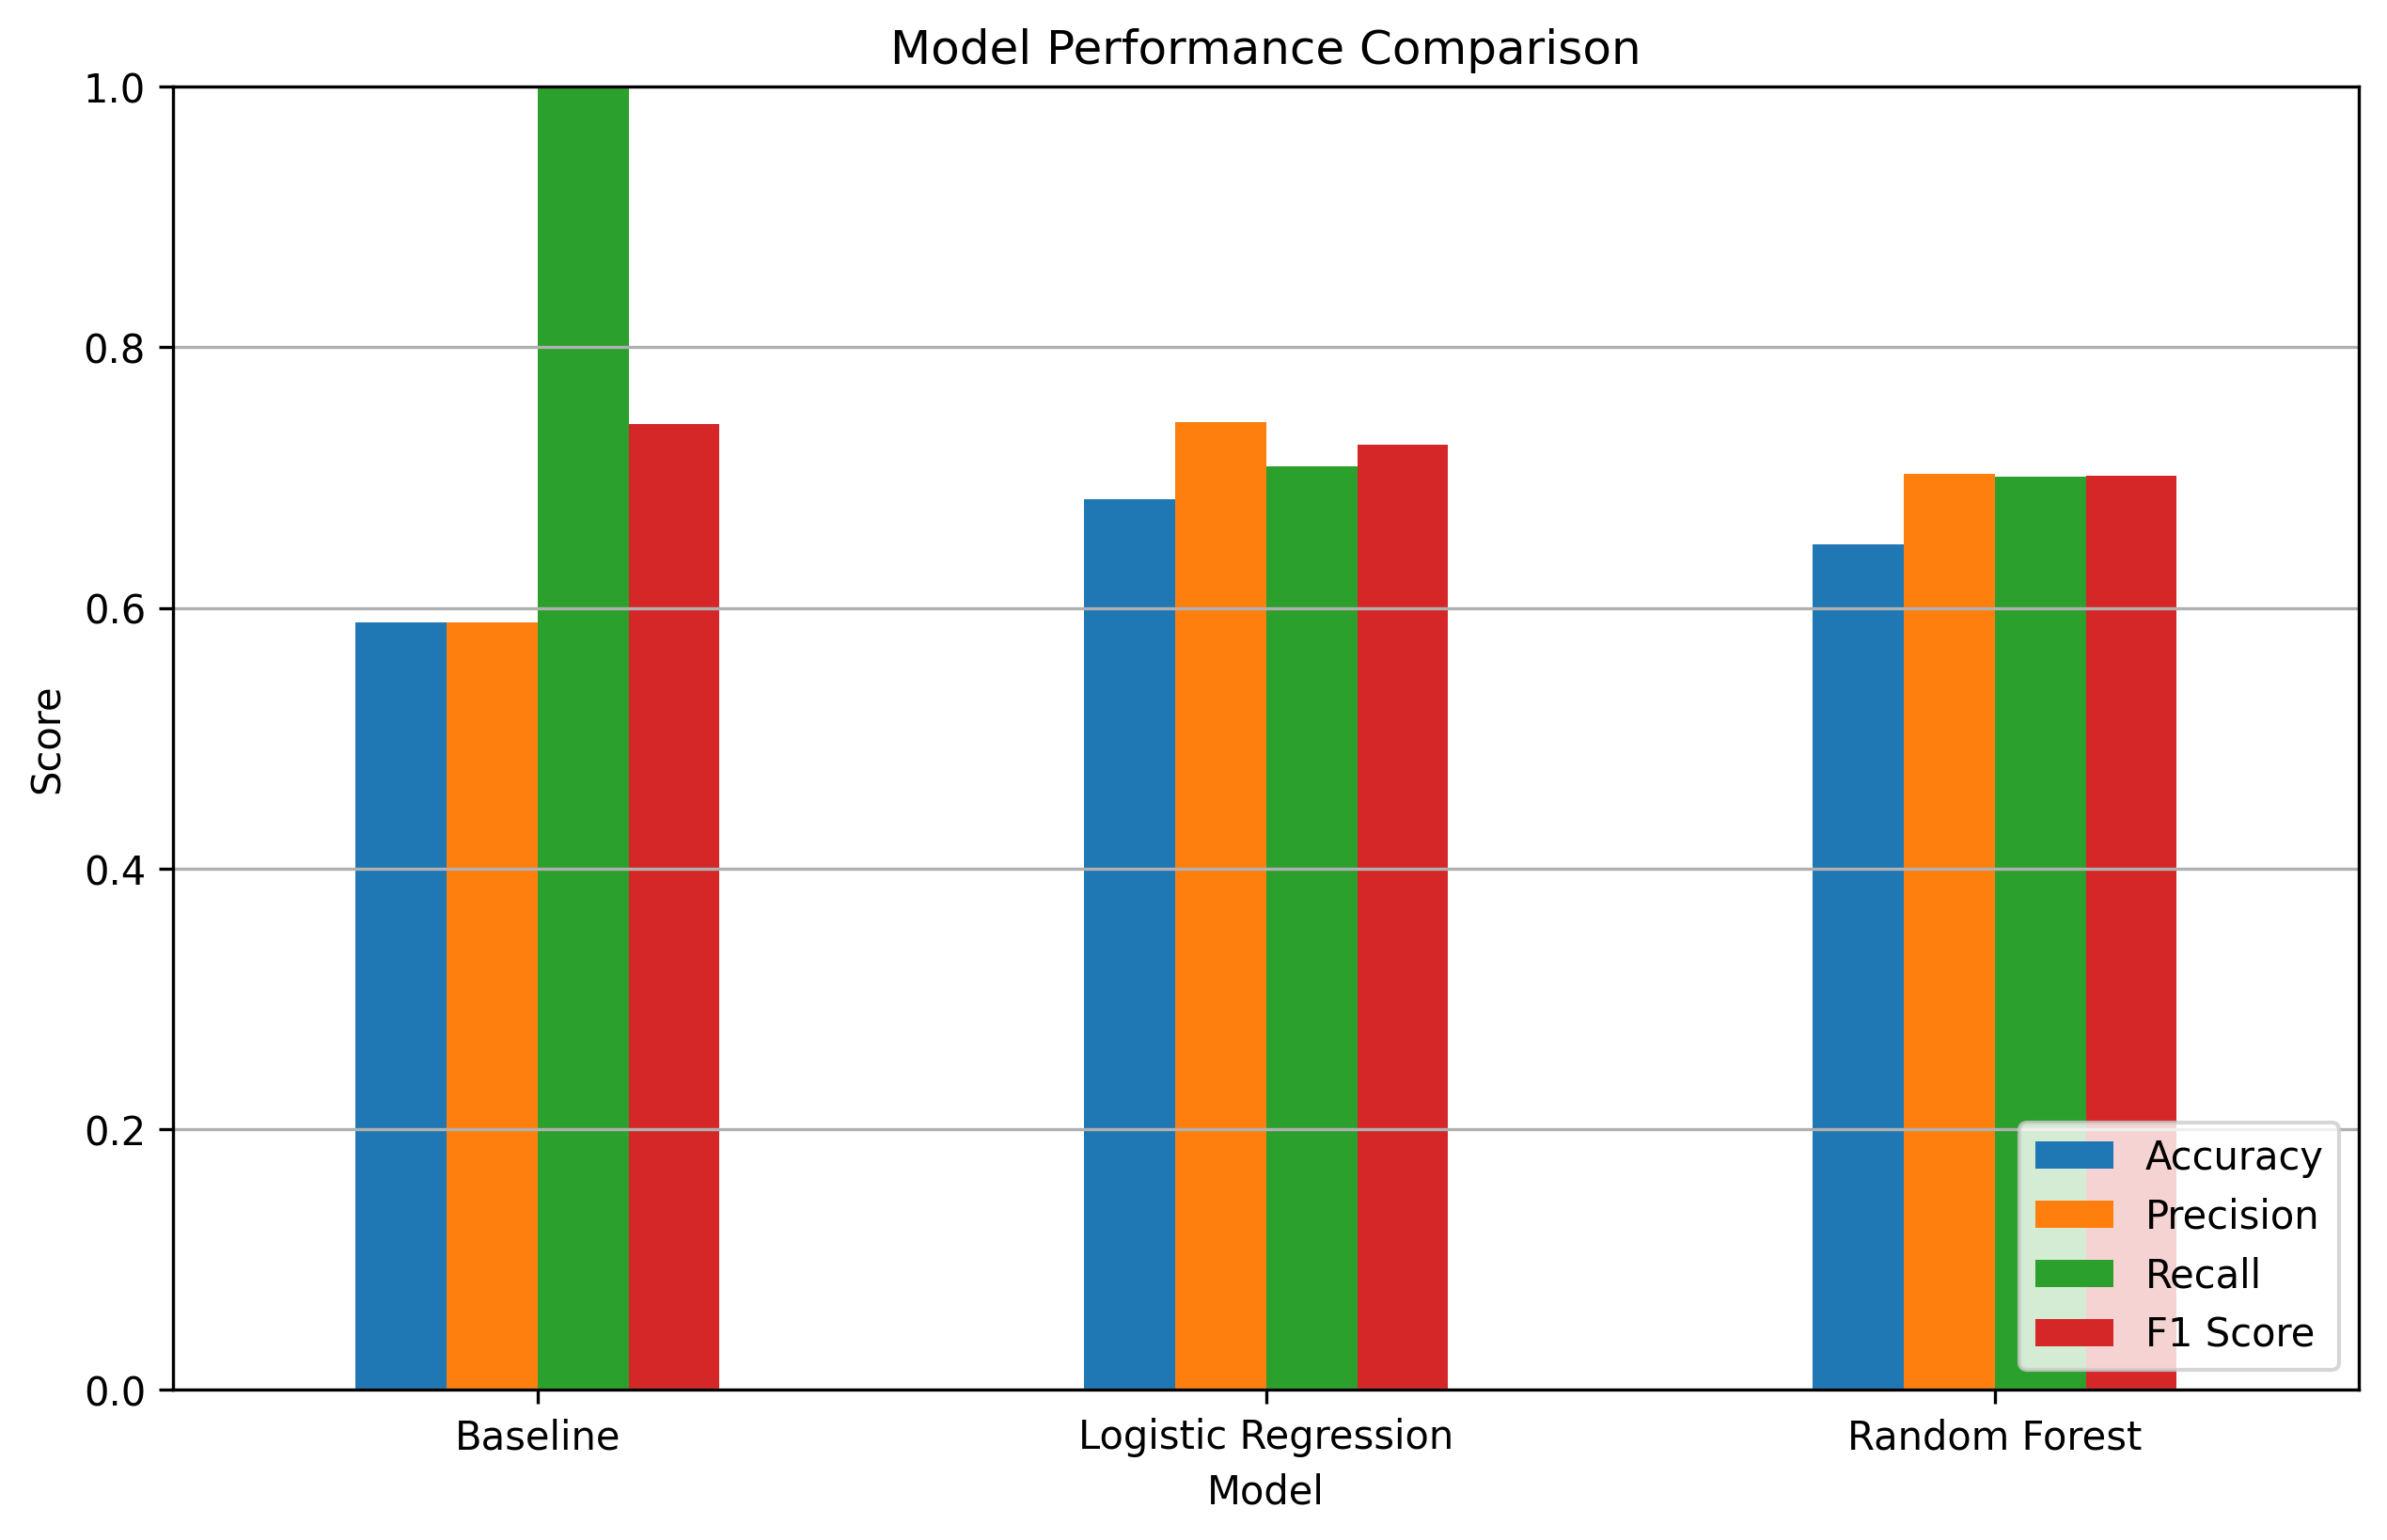 Model Performance Comparison
1.0
0.8
0.6
0.4
0.2
0.0
Score
Baseline
Logistic Regression
Random Forest
Model
Accuracy
Precision
Recall
F1 Score